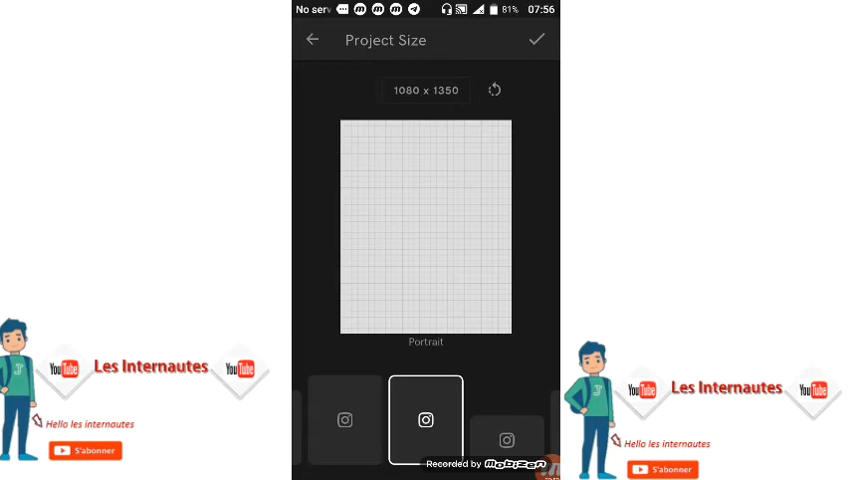 No serv
81%
07:56
Project Size
1080 x 1350
Portrait
YouTube
Les Internautes
YouTube
J
Hello les internautes
S'abonner
YouTube
Les Internautes
YouTube
J
Hello les internautes
S'abonner
Recorded by mobizen